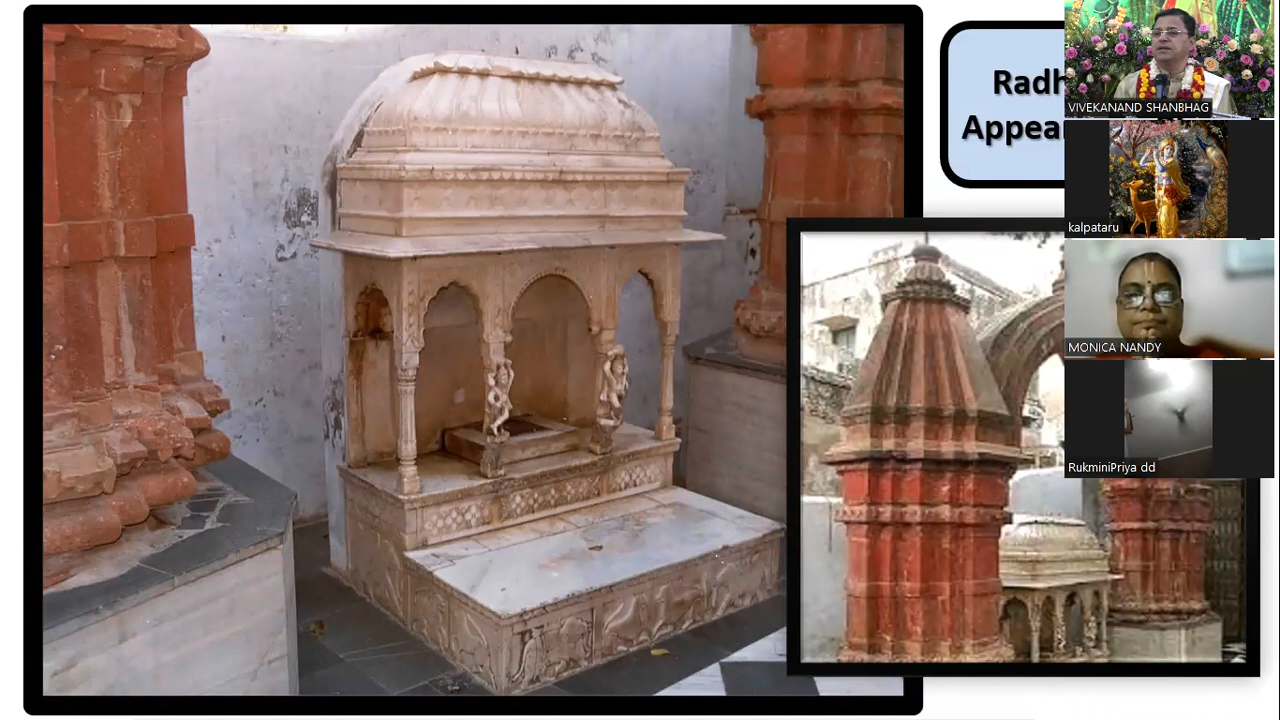 Radh
Appea
VIVEKANAND SHANBHAG
kalpataru
MONICA NANDY
RukminiPriya dd